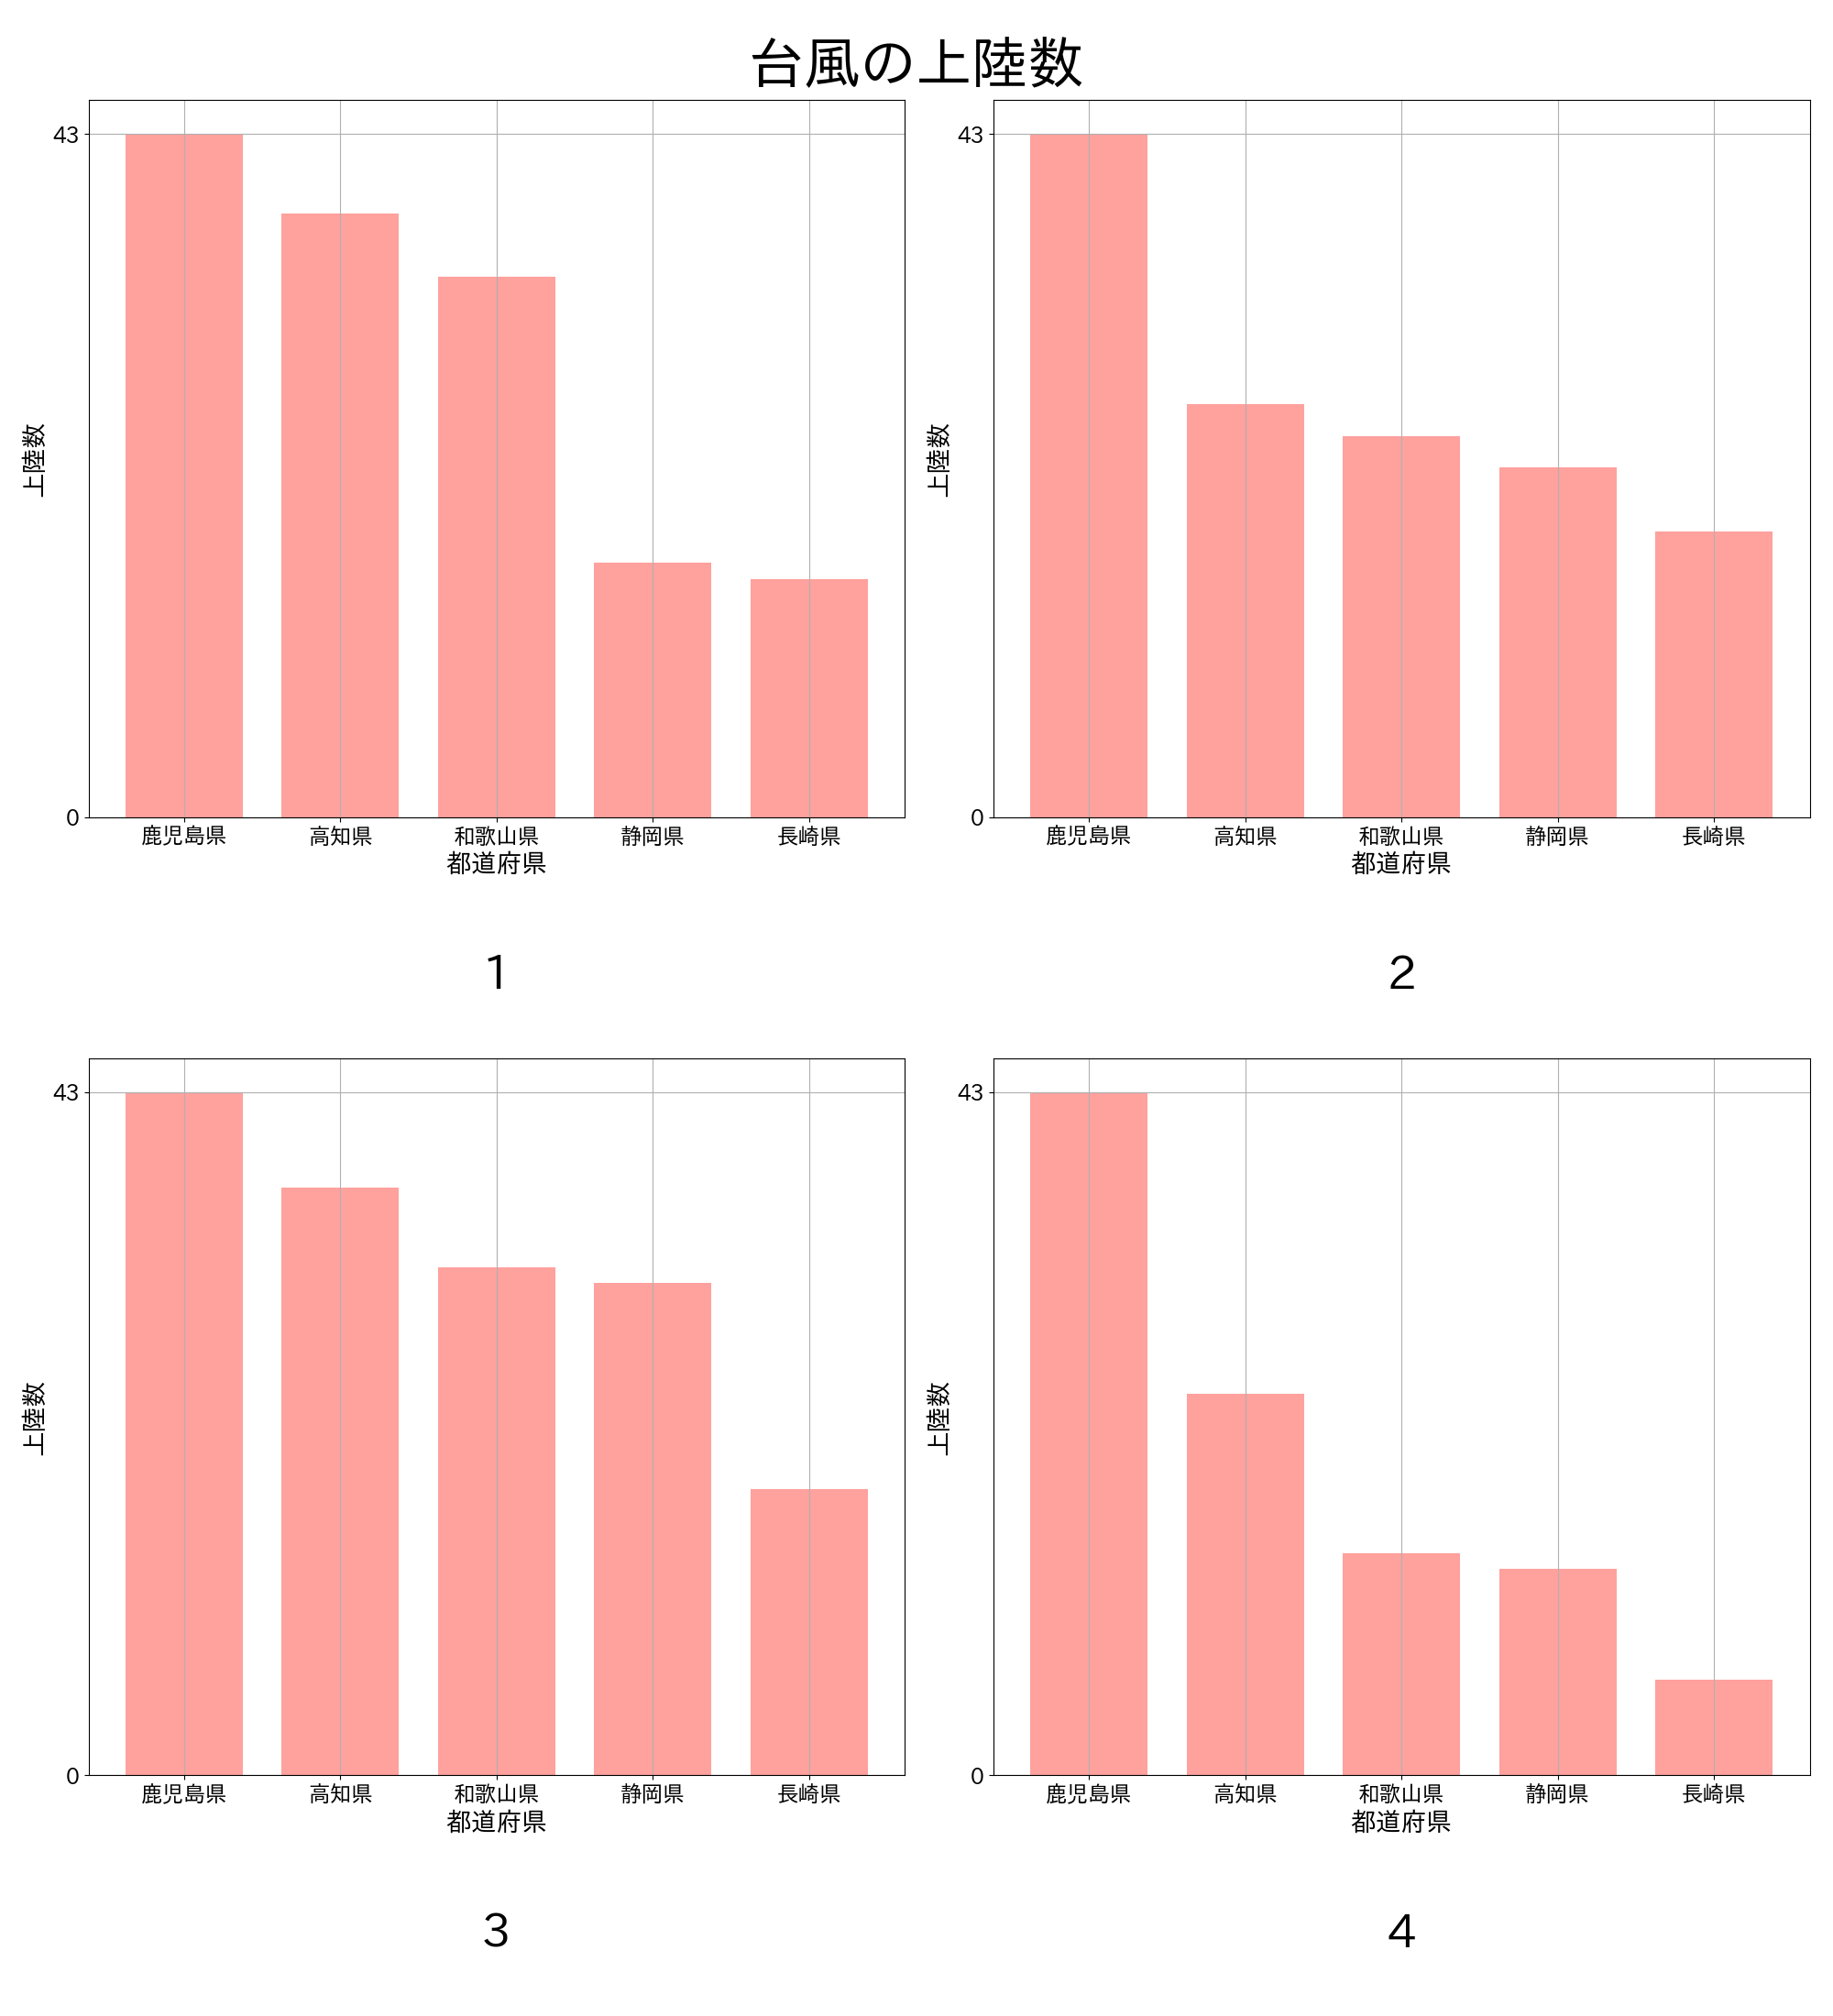 台風の上陸数
43
0
上陸数
鹿児島県 高知県 和歌山県 静岡県 長崎県
都道府県
1
43
0
上陸数
鹿児島県 高知県 和歌山県 静岡県 長崎県
都道府県
2
43
0
上陸数
鹿児島県 高知県 和歌山県 静岡県 長崎県
都道府県
3
43
0
上陸数
鹿児島県 高知県 和歌山県 静岡県 長崎県
都道府県
4